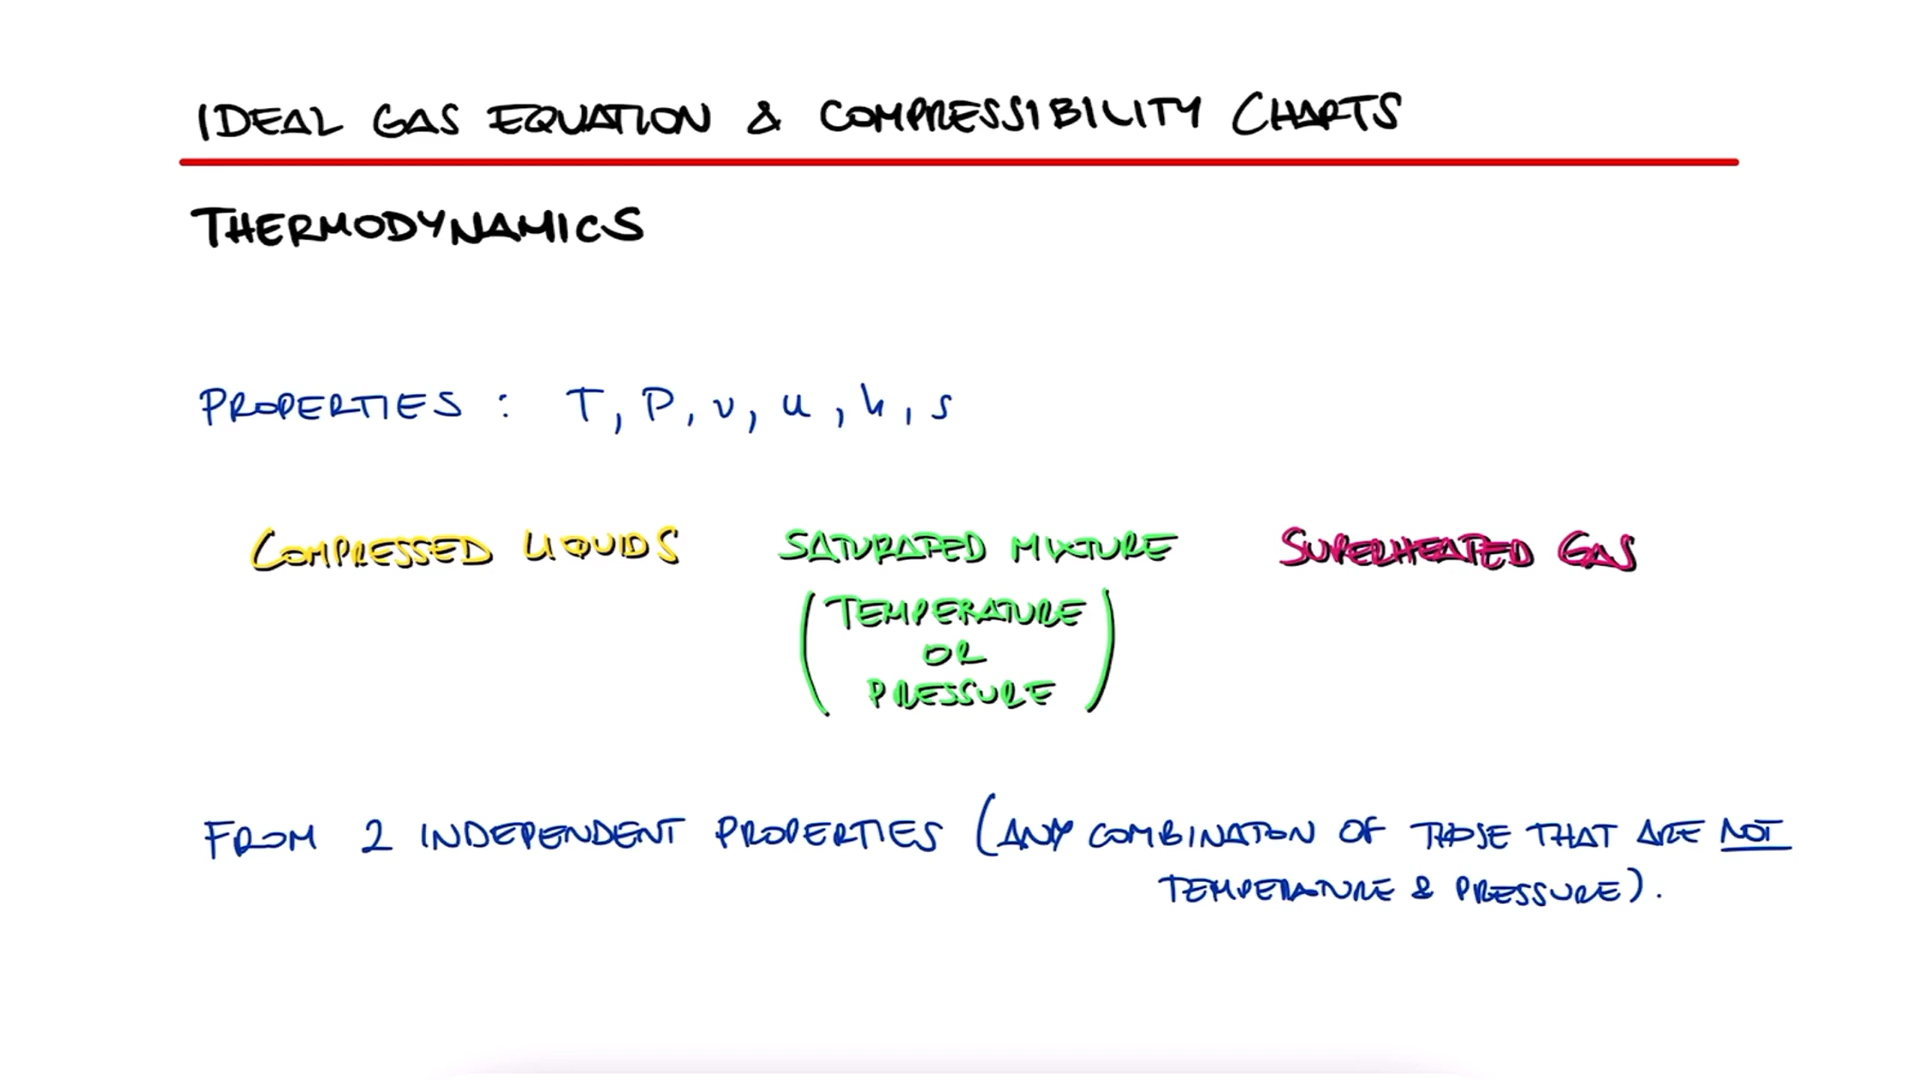 IDEAL GAS EQUATION & COMPRESSIBILITY CHARTS
THERMODYNAMICS
PROPERTIES : T, P, v, u, h, s
COMPRESSED LIQUIDS SATURATED MIXTURE SUPERHEATED GAS
(TEMPERATURE
OR
PRESSURE)
FROM 2 INDEPENDENT PROPERTIES (ANY COMBINATION OF THOSE THAT ARE NOT
TEMPERATURE & PRESSURE).